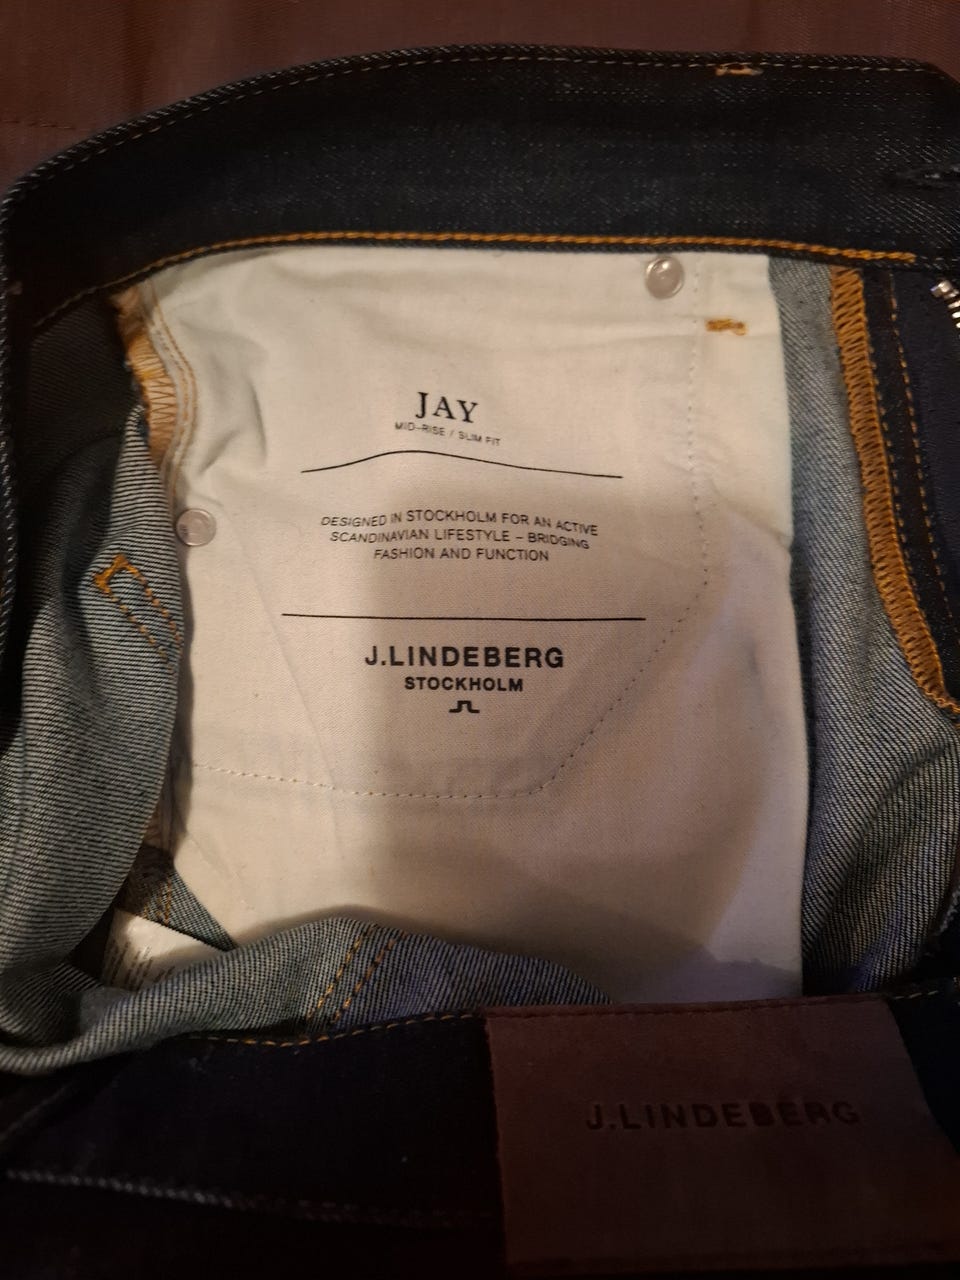 JAY
MID-RISE / SLIM FIT
DESIGNED IN STOCKHOLM FOR AN ACTIVE
SCANDINAVIAN LIFESTYLE – BRIDGING
FASHION AND FUNCTION
J.LINDEBERG
STOCKHOLM
J.LINDEBERG